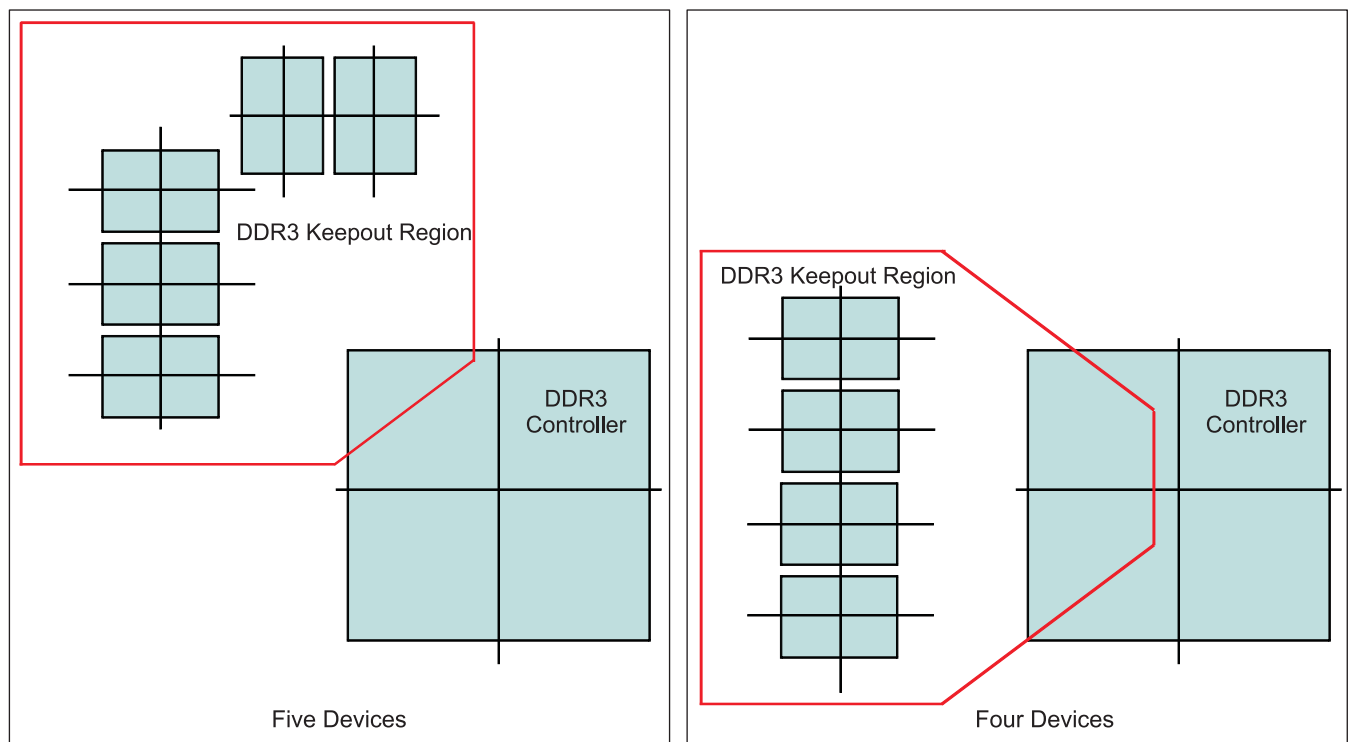 DDR3 Keepout Region
DDR3
Controller
Five Devices
DDR3 Keepout Region
DDR3
Controller
Four Devices